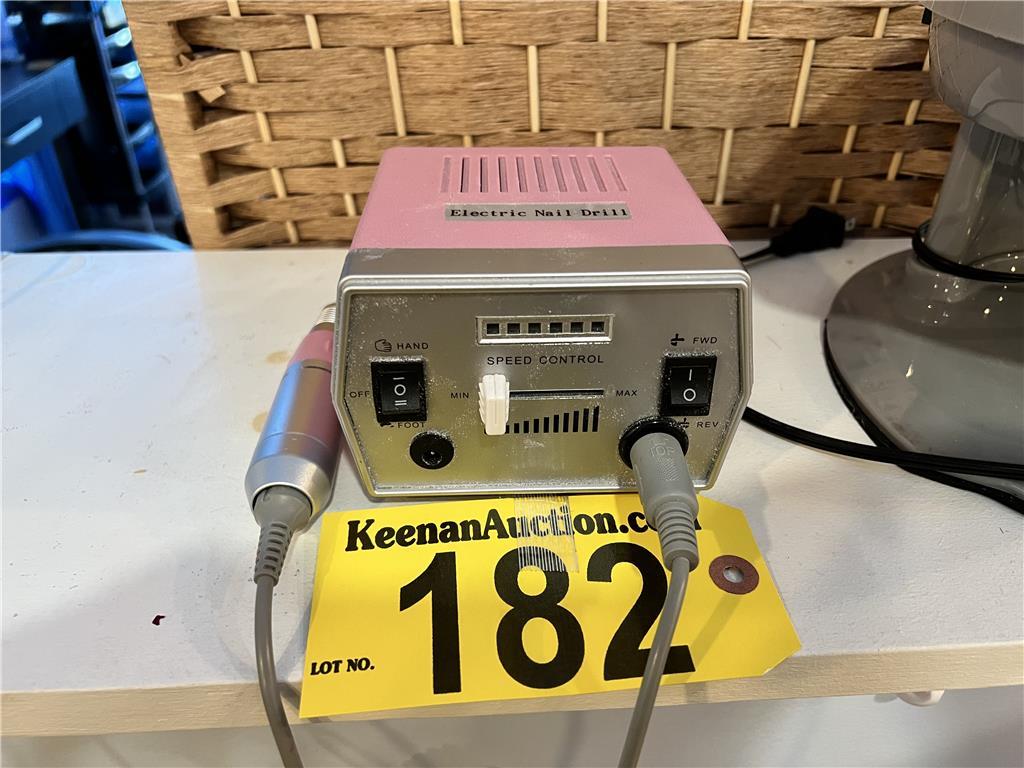 Electric Nail Drill
HAND
FWD
SPEED CONTROL
OFF
MIN
MAX
FOOT
REV
KeenanAuction.com
182
LOT NO.